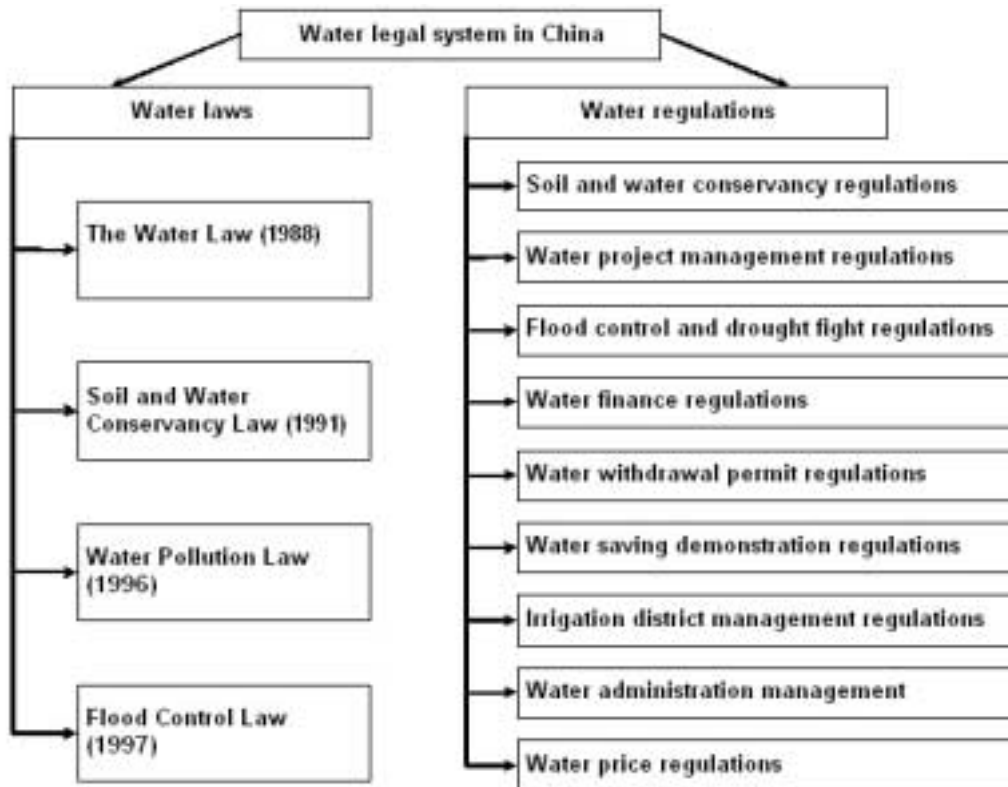 Water legal system in China
Water laws
The Water Law (1988)
Soil and Water
Conservancy Law (1991)
Water Pollution Law
(1996)
Flood Control Law
(1997)
Water regulations
Soil and water conservancy regulations
Water project management regulations
Flood control and drought fight regulations
Water finance regulations
Water withdrawal permit regulations
Water saving demonstration regulations
Irrigation district management regulations
Water administration management
Water price regulations